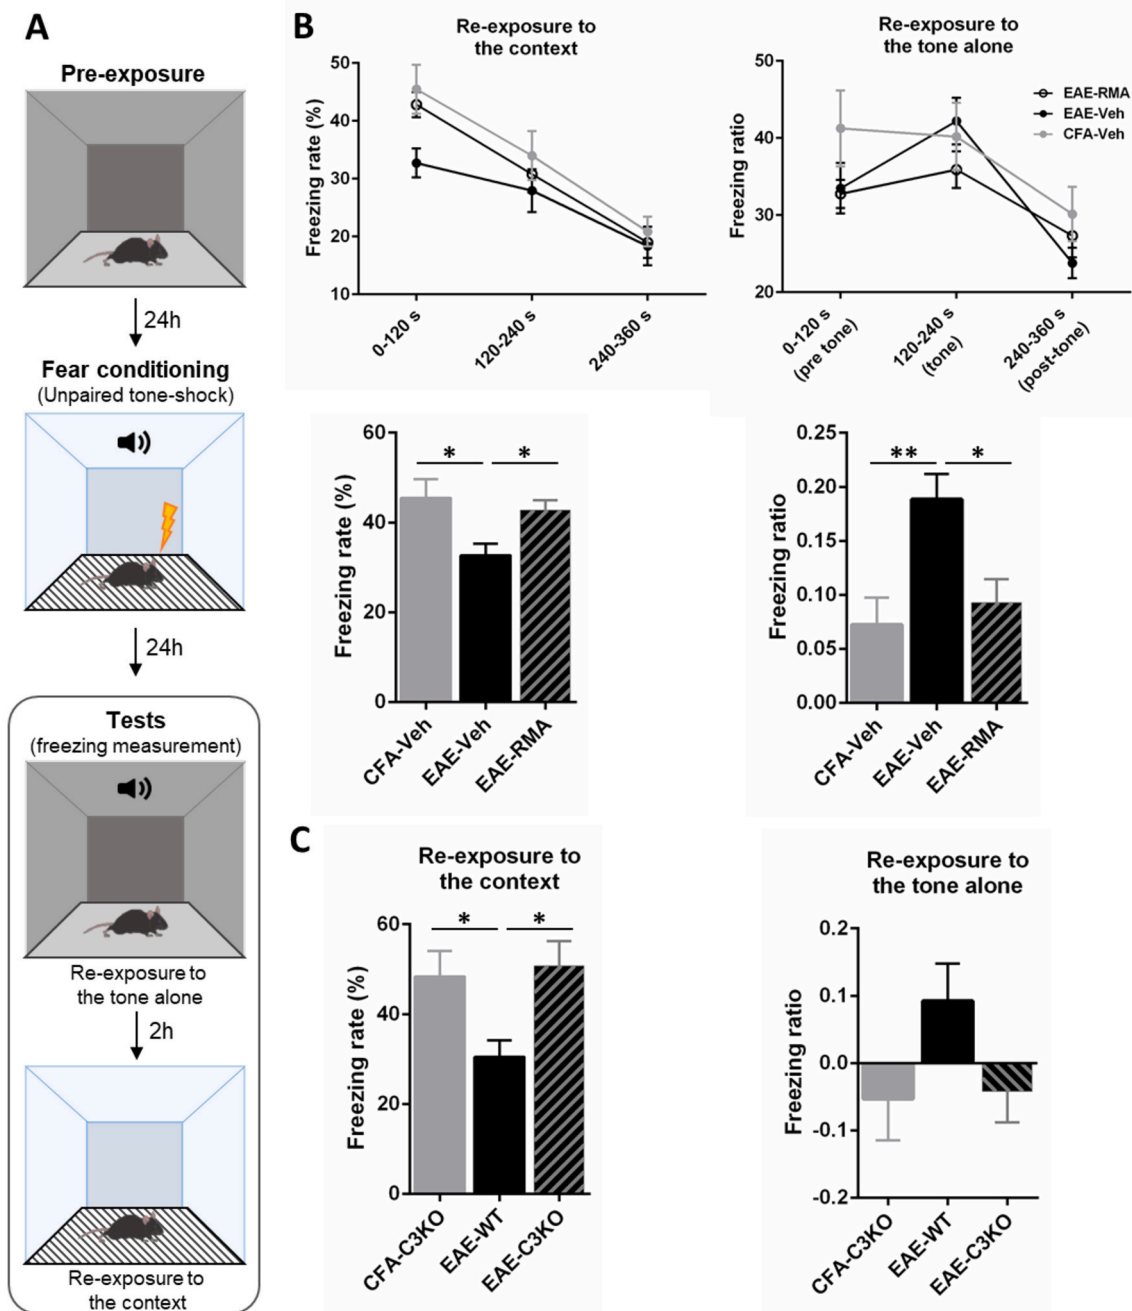 A
Pre-exposure
24h
Fear conditioning
(Unpaired tone-shock)
24h
Tests
(freezing measurement)
Re-exposure to
the tone alone
2h
Re-exposure to
the context
B
Re-exposure to
the context
Freezing rate (%)
50
40
30
20
10
0-120 s
120-240 s
240-360 s
Re-exposure to
the tone alone
Freezing ratio
50
40
30
20
0-120 s
(pre tone)
120-240 s
(tone)
240-360 s
(post-tone)
EAE-RMA
EAE-Veh
CFA-Veh
Freezing rate (%)
60
40
20
0
* *
CFA-Veh
EAE-Veh
EAE-RMA
Freezing ratio
0.25
0.20
0.15
0.10
0.05
0.00
** *
CFA-Veh
EAE-Veh
EAE-RMA
C
Re-exposure to
the context
Freezing rate (%)
60
40
20
0
* *
CFA-C3KO
EAE-WT
EAE-C3KO
Re-exposure to
the tone alone
Freezing ratio
0.2
0.1
0.0
-0.1
-0.2
CFA-C3KO
EAE-WT
EAE-C3KO